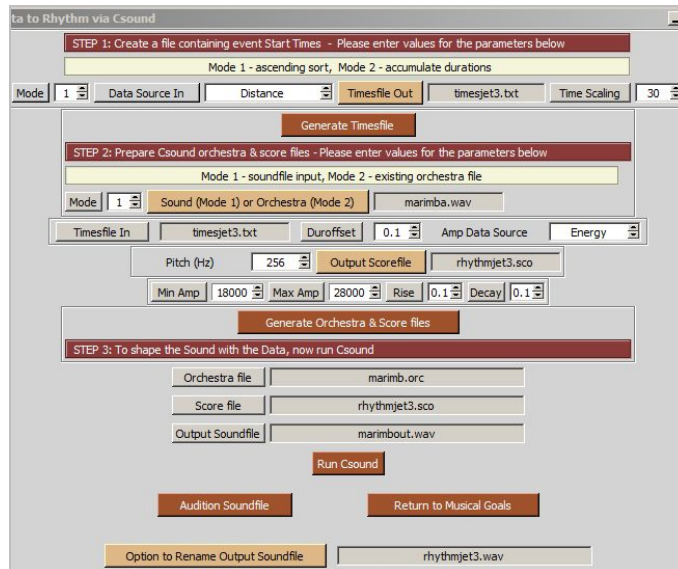 ta to Rhythm via Csound
STEP 1: Create a file containing event Start Times - Please enter values for the parameters below
Mode 1 - ascending sort, Mode 2 - accumulate durations
Mode 1 Data Source In Distance Timesfile Out timesjet3.txt Time Scaling 30
Generate Timesfile
STEP 2: Prepare Csound orchestra & score files - Please enter values for the parameters below
Mode 1 - soundfile input, Mode 2 - existing orchestra file
Mode 1 Sound (Mode 1) or Orchestra (Mode 2) marimba.wav
Timesfile In timesjet3.txt Duroffset 0.1 Amp Data Source Energy
Pitch (Hz) 256 Output Scorefile rhythmjet3.sco
Min Amp 18000 Max Amp 28000 Rise 0.1 Decay 0.1
Generate Orchestra & Score files
STEP 3: To shape the Sound with the Data, now run Csound
Orchestra file marimb.orc
Score file rhythmjet3.sco
Output Soundfile marimbout.wav
Run Csound
Audition Soundfile Return to Musical Goals
Option to Rename Output Soundfile rhythmjet3.wav